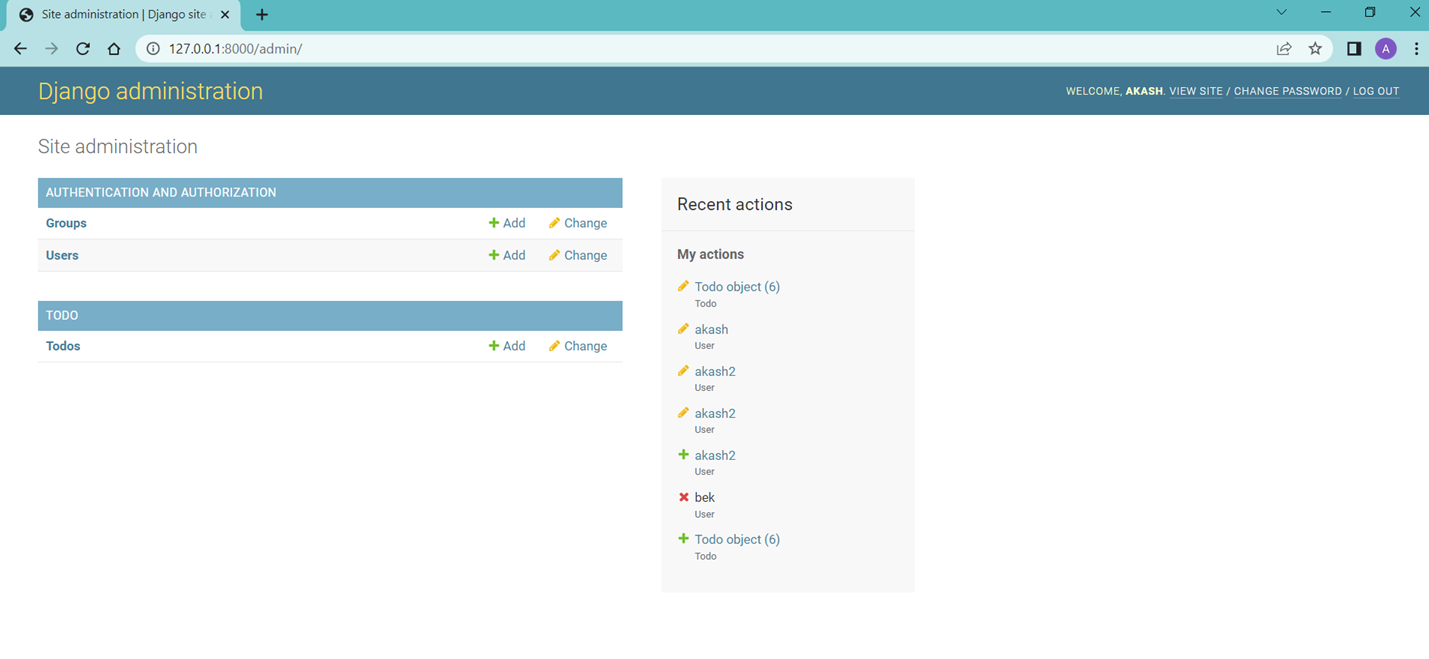 Site administration | Django site a
127.0.0.1:8000/admin/
A
Django administration
WELCOME, AKASH. VIEW SITE / CHANGE PASSWORD / LOG OUT
Site administration
AUTHENTICATION AND AUTHORIZATION
Groups Add Change
Users Add Change
TODO
Todos Add Change
Recent actions
My actions
Todo object (6)
Todo
akash
User
akash2
User
akash2
User
akash2
User
bek
User
Todo object (6)
Todo